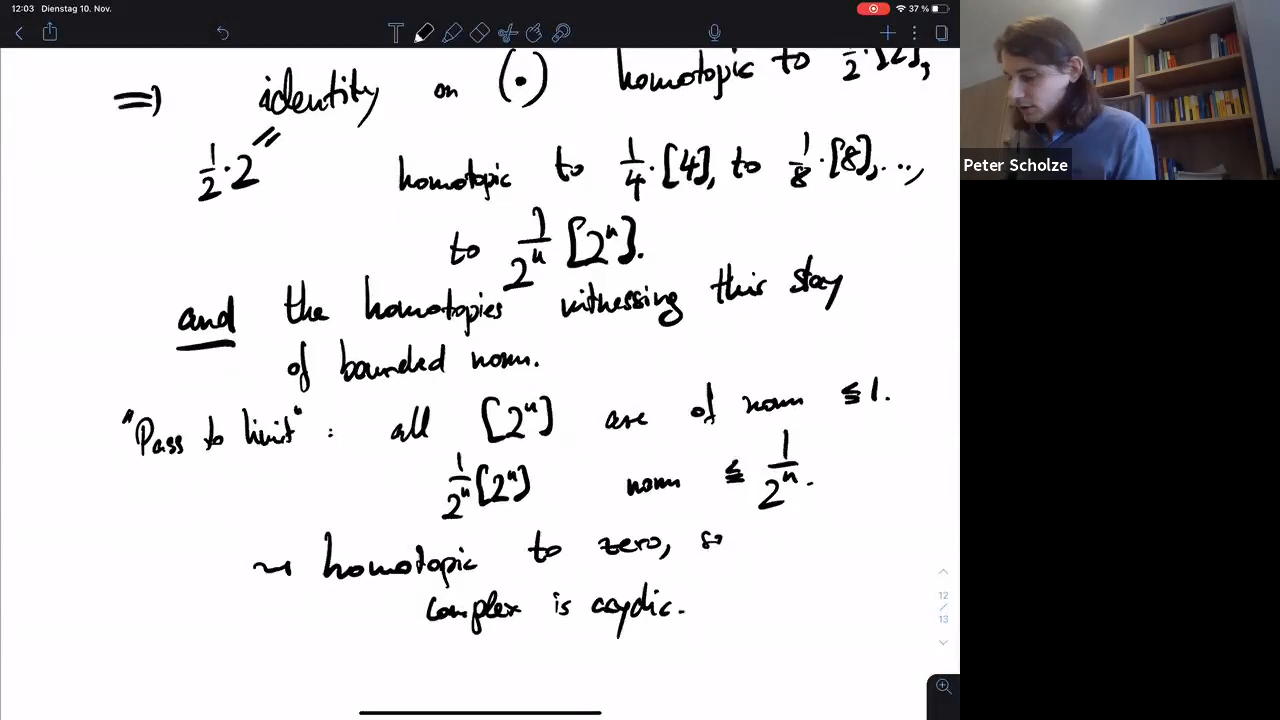 12:03 Dienstag 10. Nov.
37 %
⇒ identity on (•) homotopic to 1/2·[2],
1/2·2 = homotopic to 1/4·[4], to 1/8·[8], ...,
to 1/2ⁿ [2ⁿ].
and the homotopies witnessing this stay
of bounded norm.
"Pass to limit": all [2ⁿ] are of norm ≦ 1.
1/2ⁿ [2ⁿ] norm ≦ 1/2ⁿ.
⇝ homotopic to zero, so
complex is acyclic.
Peter Scholze
12
/
13